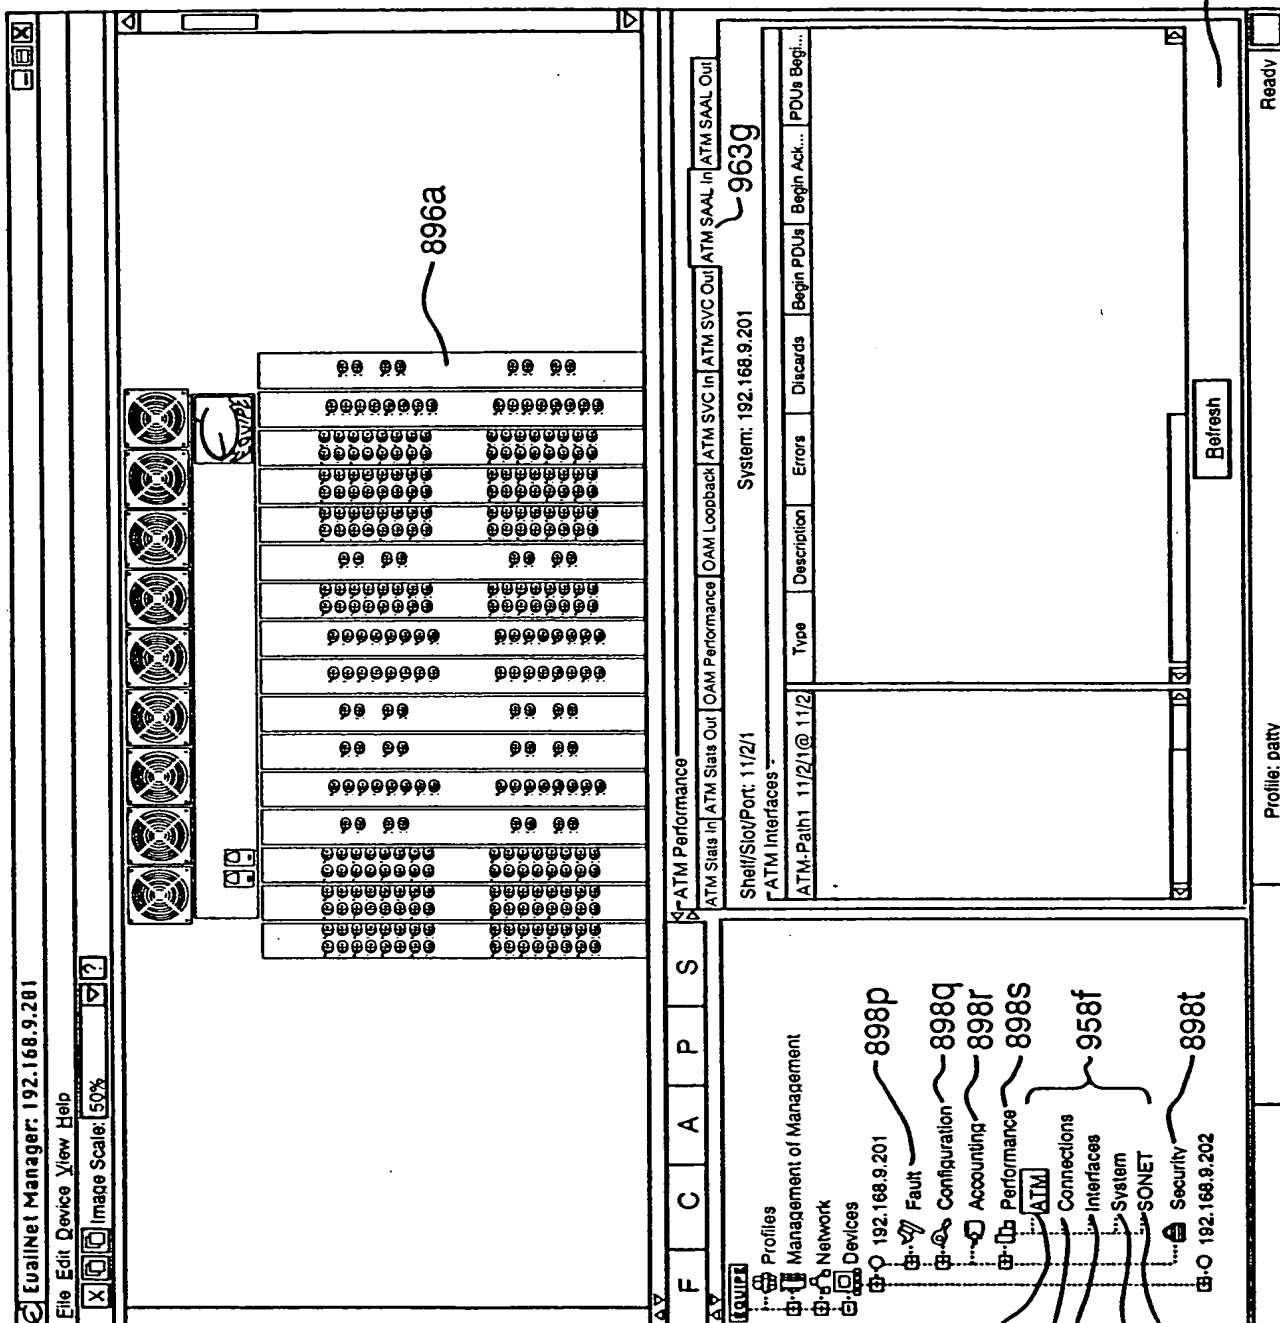 EuailNet Manager: 192.168.9.201
File Edit Device View Help
Image Scale: 50%
?
896a
F C A P S
EQUIPE
Profiles
Management of Management
Network
Devices
192.168.9.201
Fault
898p
Configuration
898q
Accounting
898r
Performance
898s
ATM
Connections
Interfaces
System
SONET
958f
Security
898t
192.168.9.202
ATM Performance
ATM Stats In ATM Stats Out OAM Performance OAM Loopback ATM SVC In ATM SVC Out ATM SAAL In ATM SAAL Out
963g
Shelf/Slot/Port: 11/2/1 System: 192.168.9.201
ATM Interfaces
ATM-Path1 11/2/1@ 11/2
Type Description Errors Discards Begin PDUs Begin Ack... PDUs Begi...
Refresh
Profile: patty
Ready